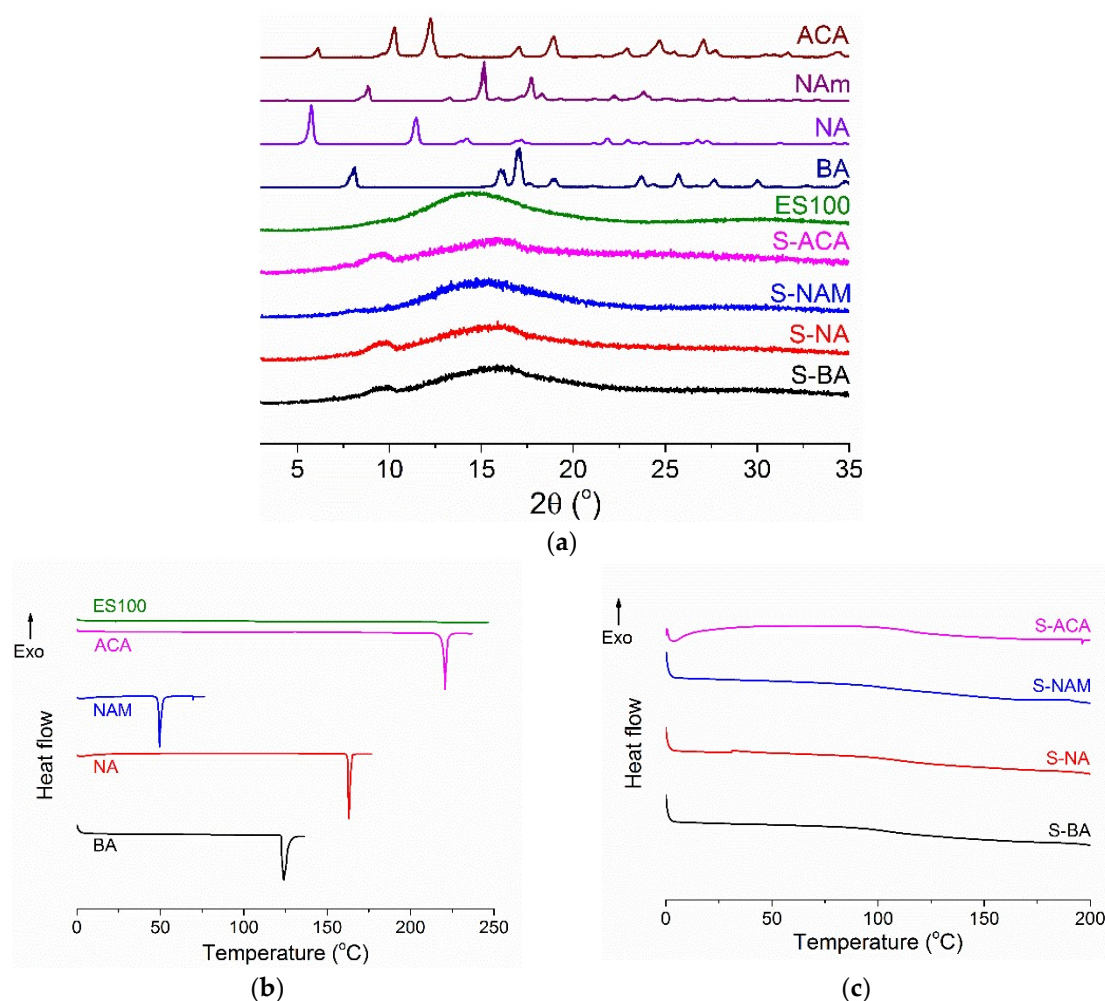 ACA
NAm
NA
BA
ES100
S-ACA
S-NAM
S-NA
S-BA
5 10 15 20 25 30 35
2θ (°)
(a)
ES100
Exo
ACA
NAM
NA
BA
Heat flow
0 50 100 150 200 250
Temperature (°C)
(b)
Exo
S-ACA
S-NAM
S-NA
S-BA
Heat flow
0 50 100 150 200
Temperature (°C)
(c)